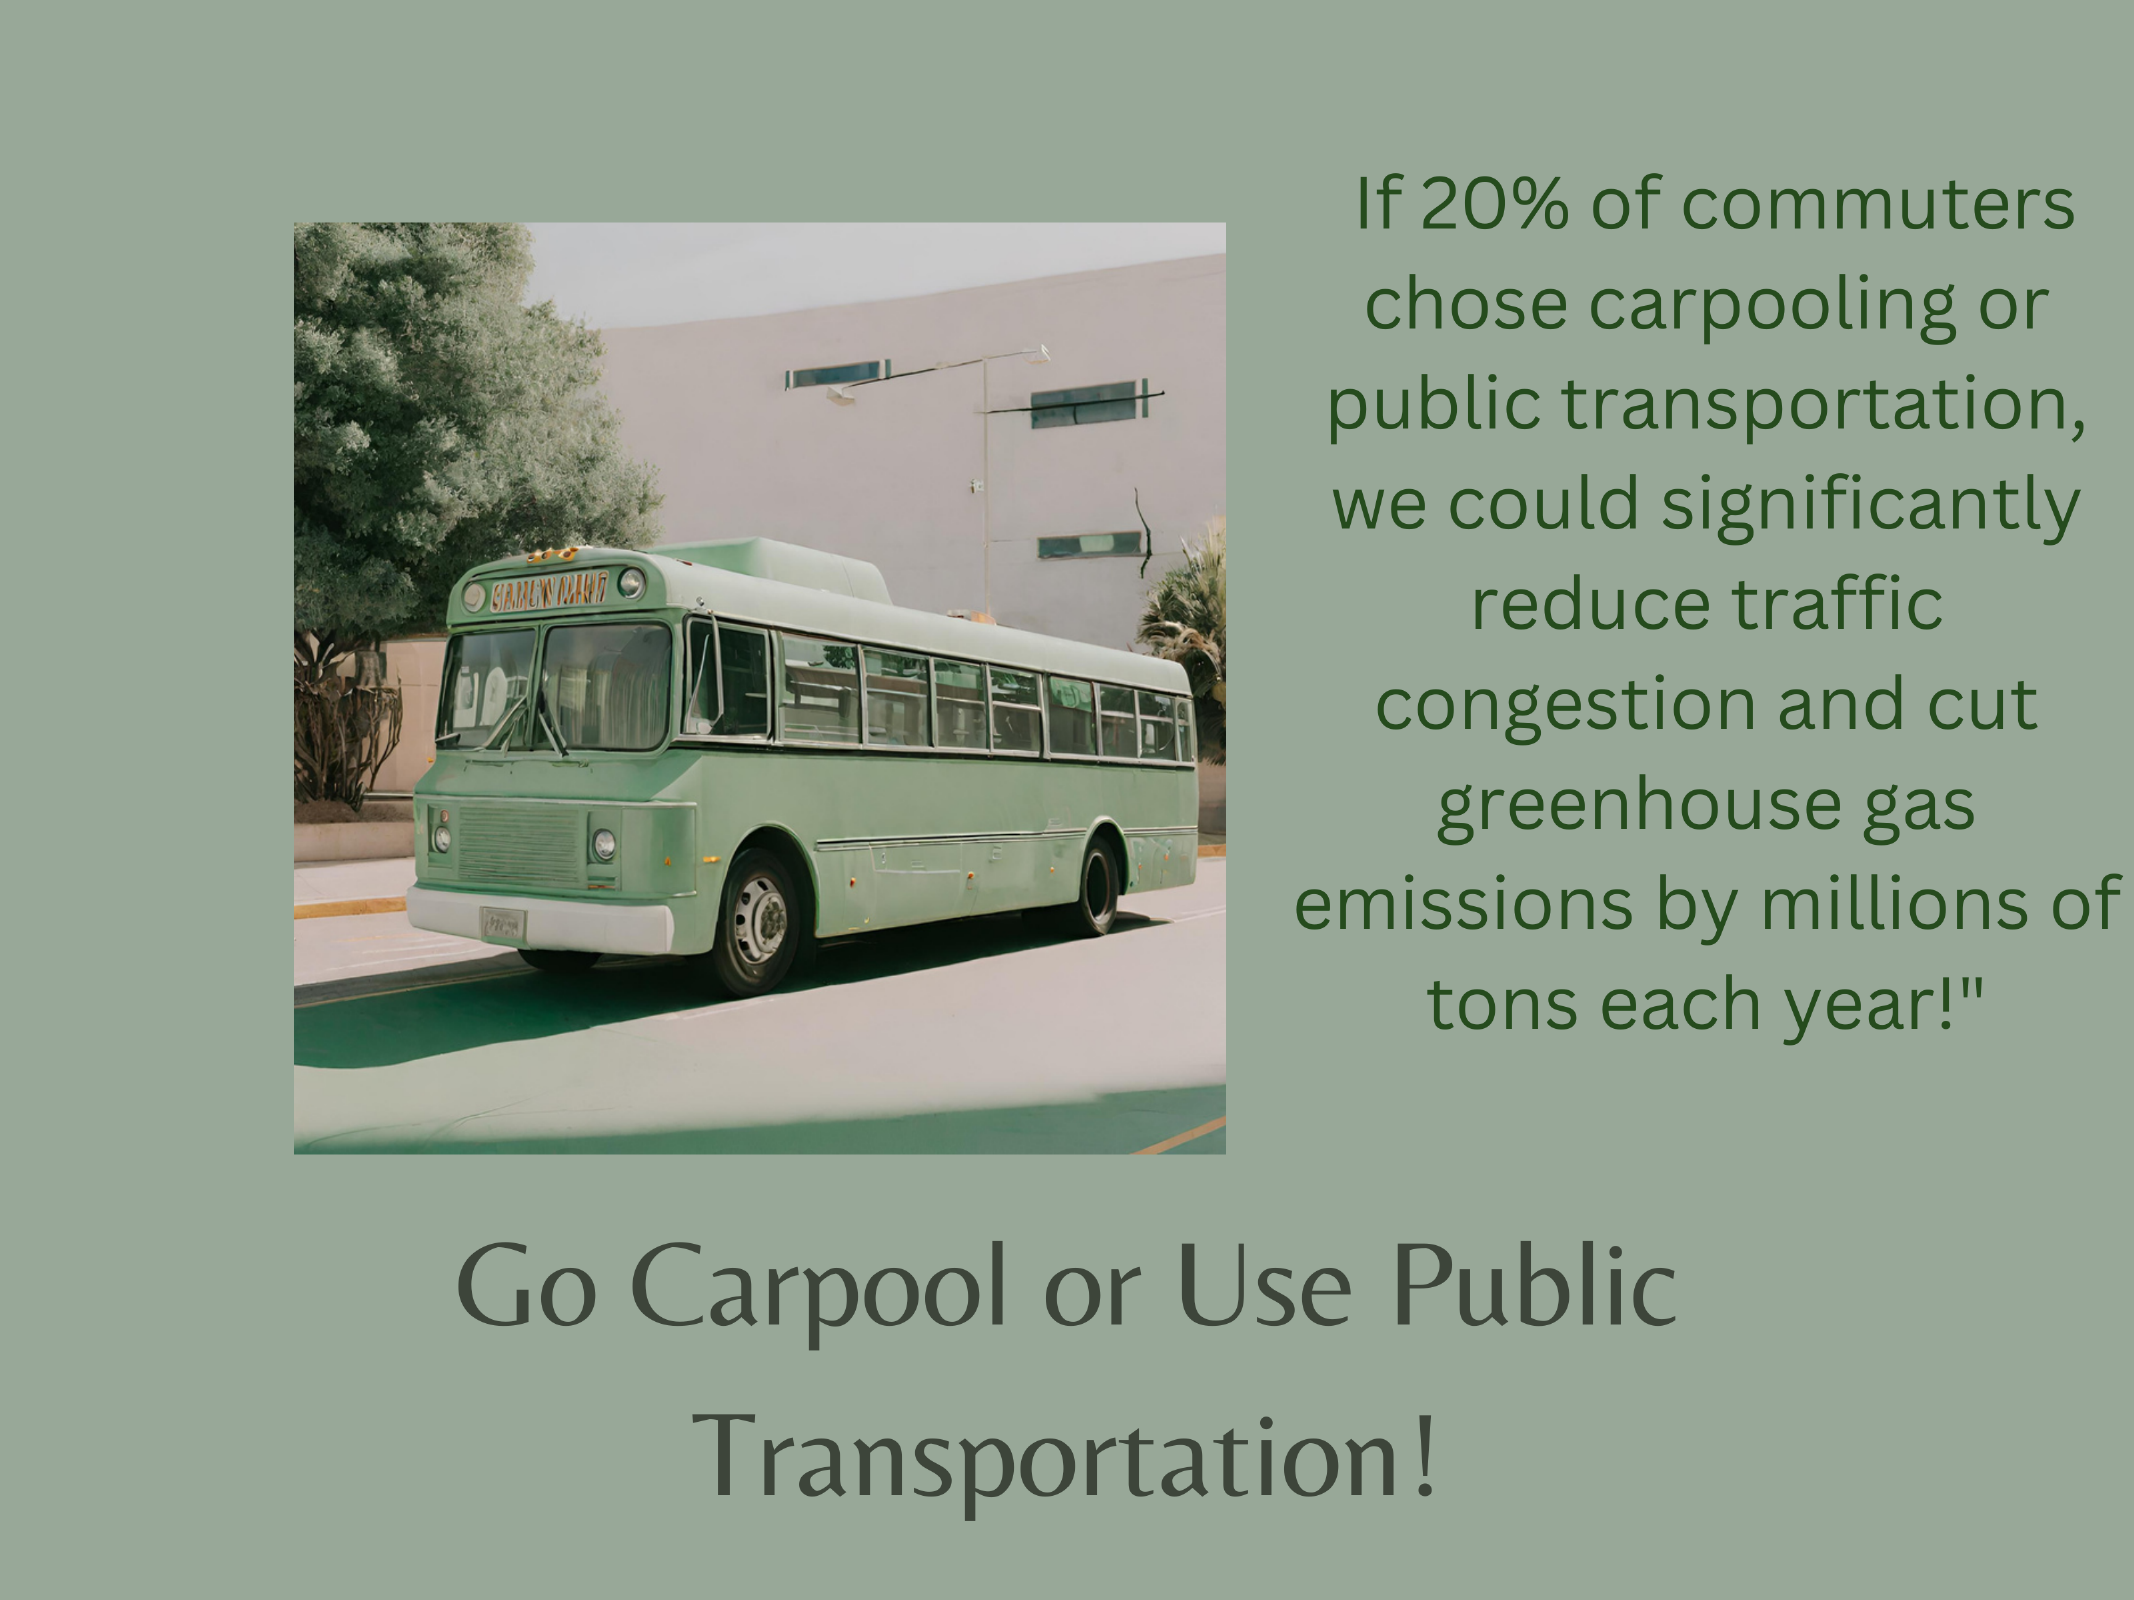 If 20% of commuters
chose carpooling or
public transportation,
we could significantly
reduce traffic
congestion and cut
greenhouse gas
emissions by millions of
tons each year!"
Go Carpool or Use Public
Transportation!